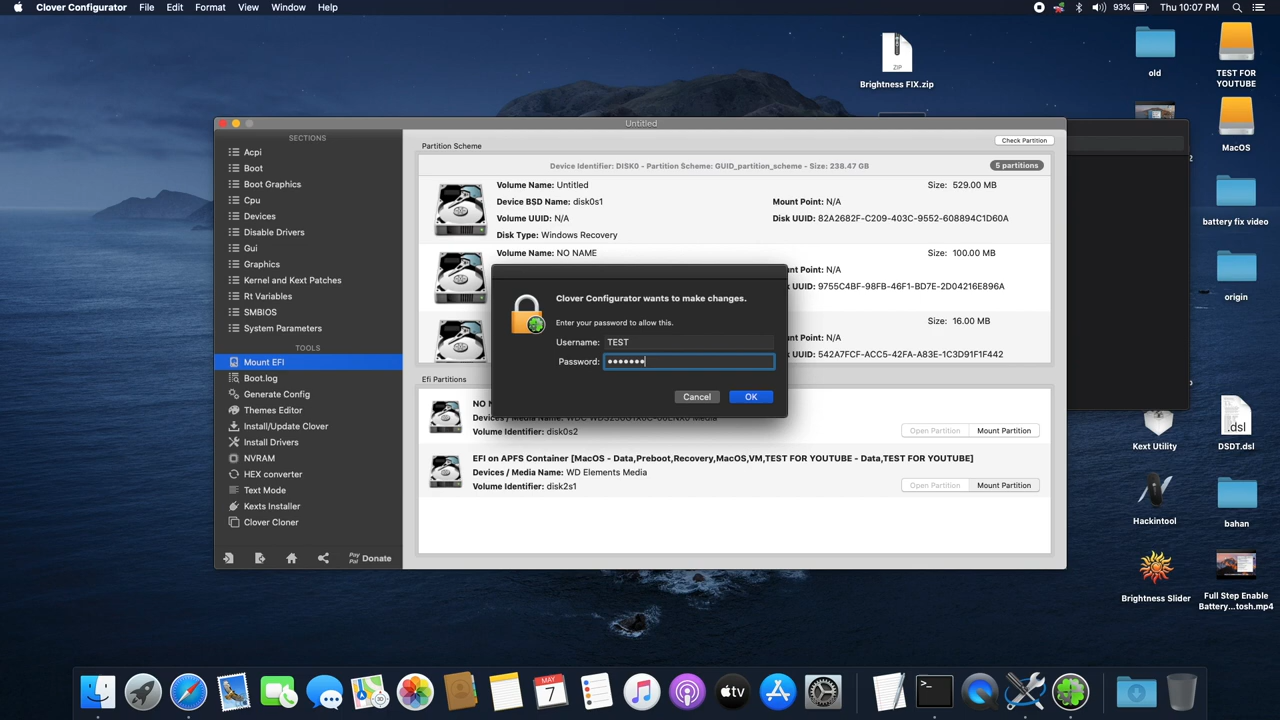 Clover Configurator File Edit Format View Window Help
93% Thu 10:07 PM
ZIP
Brightness FIX.zip
old
TEST FOR
YOUTUBE
MacOS
battery fix video
origin
Kext Utility
.dsl
DSDT.dsl
Hackintool
bahan
Brightness Slider
Full Step Enable
Battery...tosh.mp4
Untitled
SECTIONS
Acpi
Boot
Boot Graphics
Cpu
Devices
Disable Drivers
Gui
Graphics
Kernel and Kext Patches
Rt Variables
SMBIOS
System Parameters
TOOLS
Mount EFI
Boot.log
Generate Config
Themes Editor
Install/Update Clover
Install Drivers
NVRAM
HEX converter
Text Mode
Kexts Installer
Clover Cloner
PayPal Donate
Partition Scheme
Check Partition
Device Identifier: DISK0 - Partition Scheme: GUID_partition_scheme - Size: 238.47 GB
5 partitions
Volume Name: Untitled Size: 529.00 MB
Device BSD Name: disk0s1 Mount Point: N/A
Volume UUID: N/A Disk UUID: 82A2682F-C209-403C-9552-608894C1D60A
Disk Type: Windows Recovery
Volume Name: NO NAME Size: 100.00 MB
nt Point: N/A
UUID: 9755C4BF-98FB-46F1-BD7E-2D04216E896A
Size: 16.00 MB
nt Point: N/A
UUID: 542A7FCF-ACC5-42FA-A83E-1C3D91F1F442
Clover Configurator wants to make changes.
Enter your password to allow this.
Username: TEST
Password: •••••••
Cancel OK
Efi Partitions
NO N
Volume Identifier: disk0s2
Open Partition Mount Partition
EFI on APFS Container [MacOS - Data,Preboot,Recovery,MacOS,VM,TEST FOR YOUTUBE - Data,TEST FOR YOUTUBE]
Devices / Media Name: WD Elements Media
Volume Identifier: disk2s1
Open Partition Mount Partition
MAY
7
tv